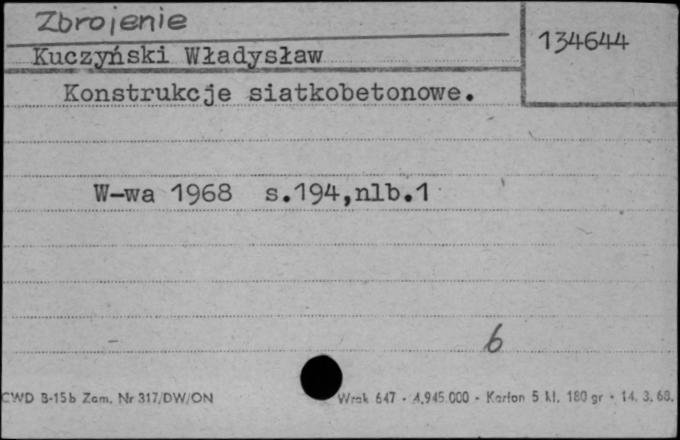 Zbrojenie
134644
Kuczyński Władysław
Konstrukcje siatkobetonowe.
W-wa 1968 s.194,nlb.1
6
CWD B-15b Zam. Nr 317/DW/ON Wrak 647 - 4.945.000 - Karton 5 kl. 180 gr - 14. 3. 68.